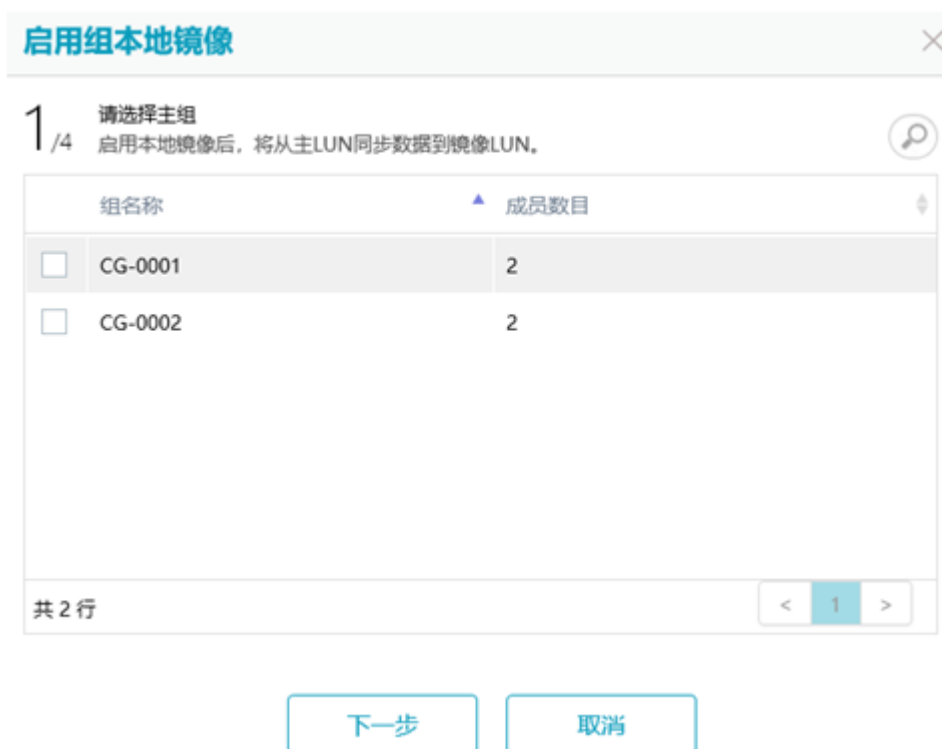 启用组本地镜像
1/4 请选择主组
启用本地镜像后，将从主LUN同步数据到镜像LUN。
组名称 成员数目
CG-0001 2
CG-0002 2
共 2 行 < 1 >
下一步 取消